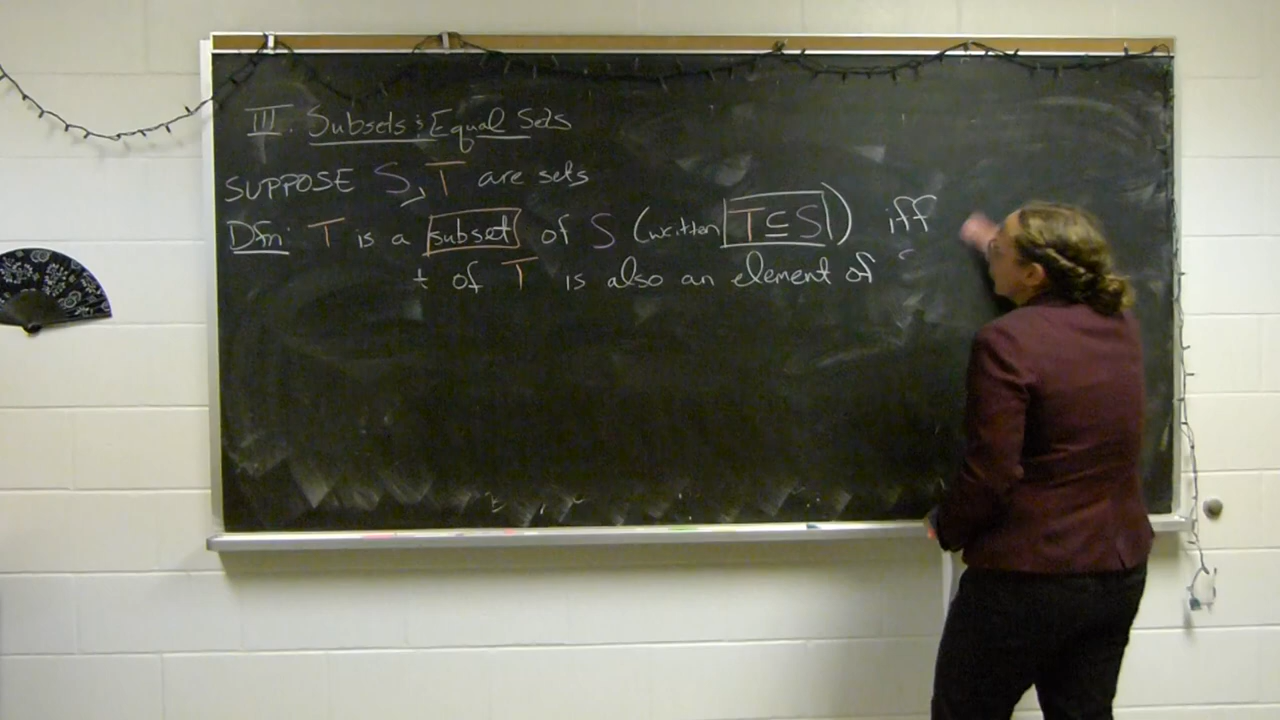 III. Subsets & Equal Sets
SUPPOSE S, T are sets
Dfn: T is a subset of S (written T ⊆ S) iff
t of T is also an element of